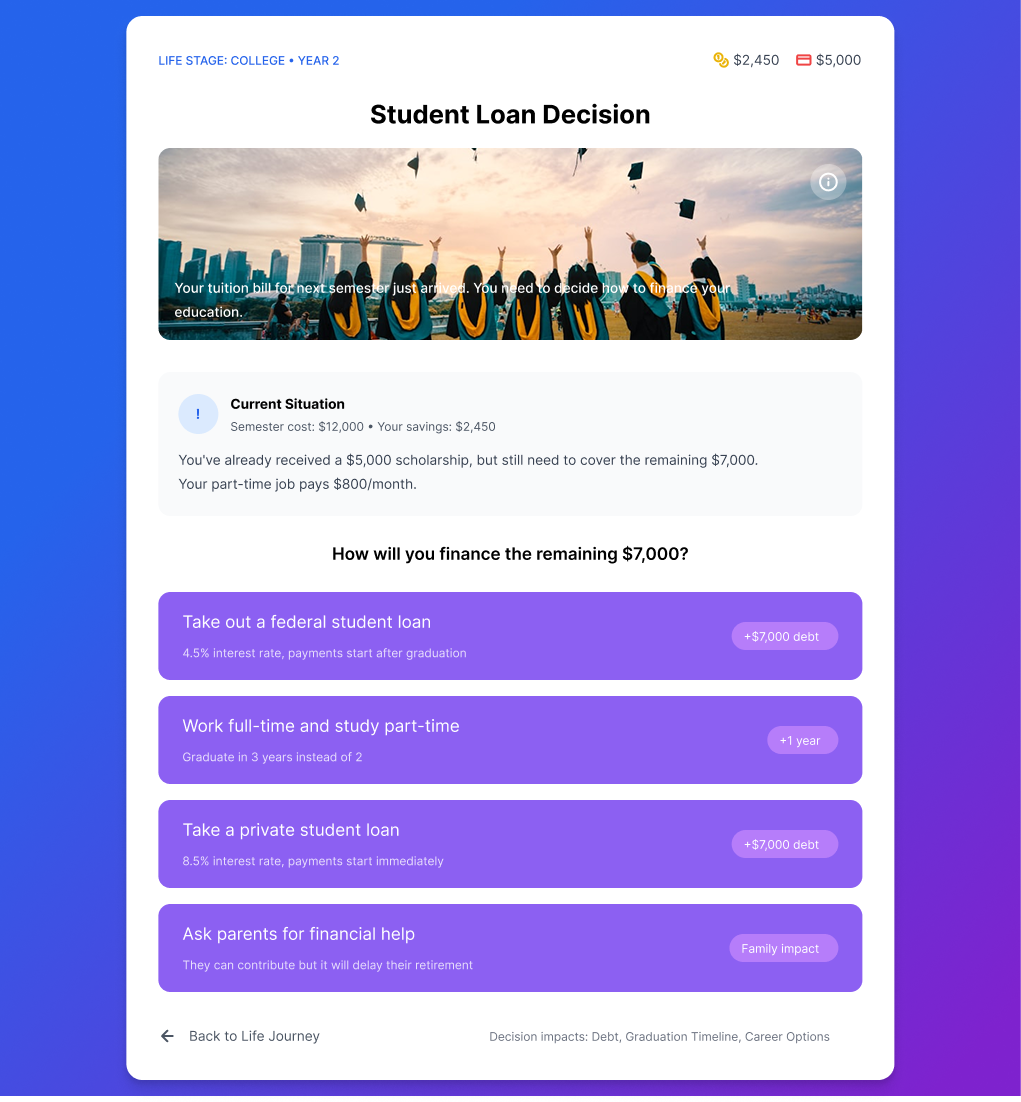 LIFE STAGE: COLLEGE • YEAR 2
$2,450
$5,000
Student Loan Decision
Your tuition bill for next semester just arrived. You need to decide how to finance your
education.
!
Current Situation
Semester cost: $12,000 • Your savings: $2,450
You've already received a $5,000 scholarship, but still need to cover the remaining $7,000.
Your part-time job pays $800/month.
How will you finance the remaining $7,000?
Take out a federal student loan
4.5% interest rate, payments start after graduation
+$7,000 debt
Work full-time and study part-time
Graduate in 3 years instead of 2
+1 year
Take a private student loan
8.5% interest rate, payments start immediately
+$7,000 debt
Ask parents for financial help
They can contribute but it will delay their retirement
Family impact
Back to Life Journey
Decision impacts: Debt, Graduation Timeline, Career Options